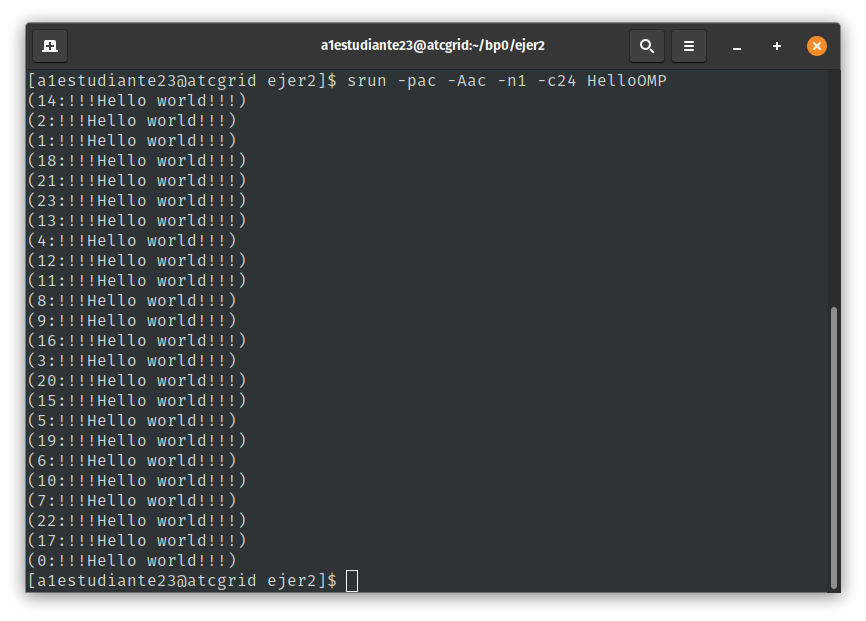 a1estudiante23@atcgrid:~/bp0/ejer2
[a1estudiante23@atcgrid ejer2]$ srun -pac -Aac -n1 -c24 HelloOMP
(14:!!!Hello world!!!)
(2:!!!Hello world!!!)
(1:!!!Hello world!!!)
(18:!!!Hello world!!!)
(21:!!!Hello world!!!)
(23:!!!Hello world!!!)
(13:!!!Hello world!!!)
(4:!!!Hello world!!!)
(12:!!!Hello world!!!)
(11:!!!Hello world!!!)
(8:!!!Hello world!!!)
(9:!!!Hello world!!!)
(16:!!!Hello world!!!)
(3:!!!Hello world!!!)
(20:!!!Hello world!!!)
(15:!!!Hello world!!!)
(5:!!!Hello world!!!)
(19:!!!Hello world!!!)
(6:!!!Hello world!!!)
(10:!!!Hello world!!!)
(7:!!!Hello world!!!)
(22:!!!Hello world!!!)
(17:!!!Hello world!!!)
(0:!!!Hello world!!!)
[a1estudiante23@atcgrid ejer2]$